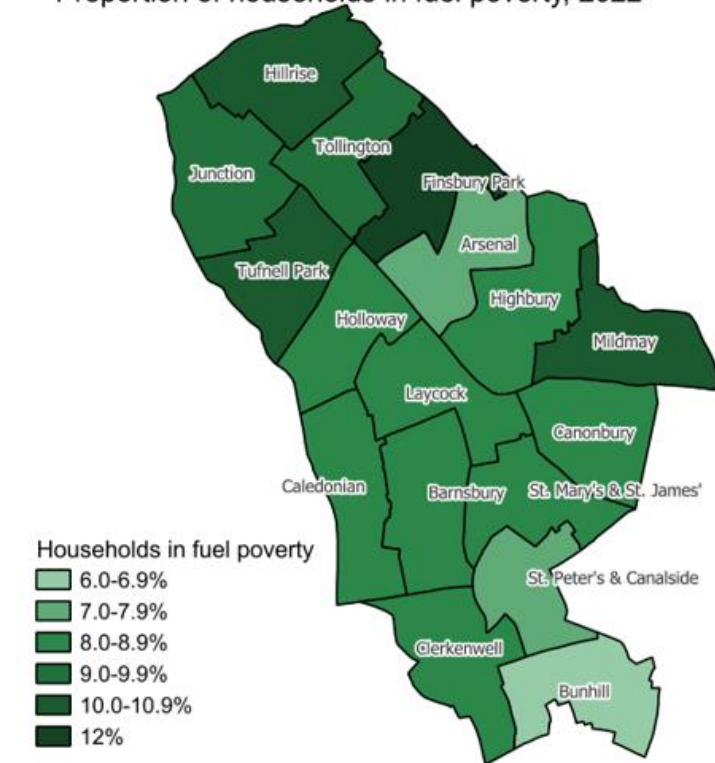 Proportion of households in fuel poverty, 2022
Hillrise
Tollington
Junction
Finsbury Park
Arsenal
Tufnell Park
Highbury
Holloway
Mildmay
Laycock
Canonbury
Caledonian
Barnsbury
St. Mary's & St. James'
Households in fuel poverty
6.0-6.9%
7.0-7.9%
8.0-8.9%
9.0-9.9%
10.0-10.9%
12%
St. Peter's & Canalside
Clerkenwell
Bunhill